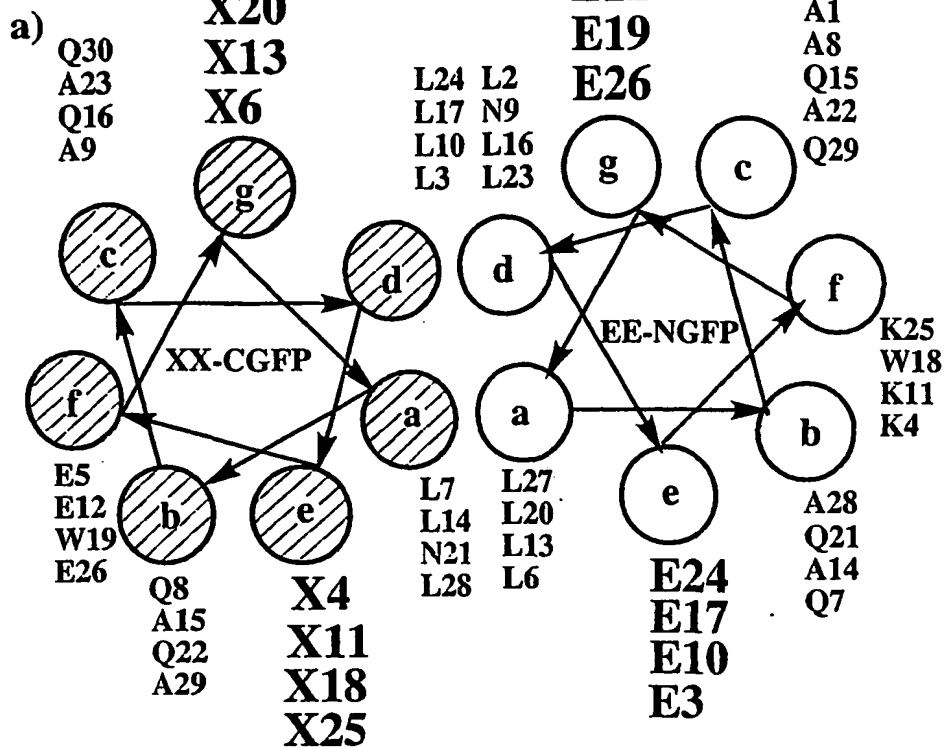 a)
X20
X13
X6
Q30
A23
Q16
A9
E19
E26
A1
A8
Q15
A22
Q29
L24 L2
L17 N9
L10 L16
L3 L23
g
c
d
XX-CGFP
f
a
b
e
g
c
d
f
EE-NGFP
a
b
e
K25
W18
K11
K4
E5
E12
W19
E26
Q8
A15
Q22
A29
X4
X11
X18
X25
L7
L14
N21
L28
L27
L20
L13
L6
E24
E17
E10
E3
A28
Q21
A14
Q7